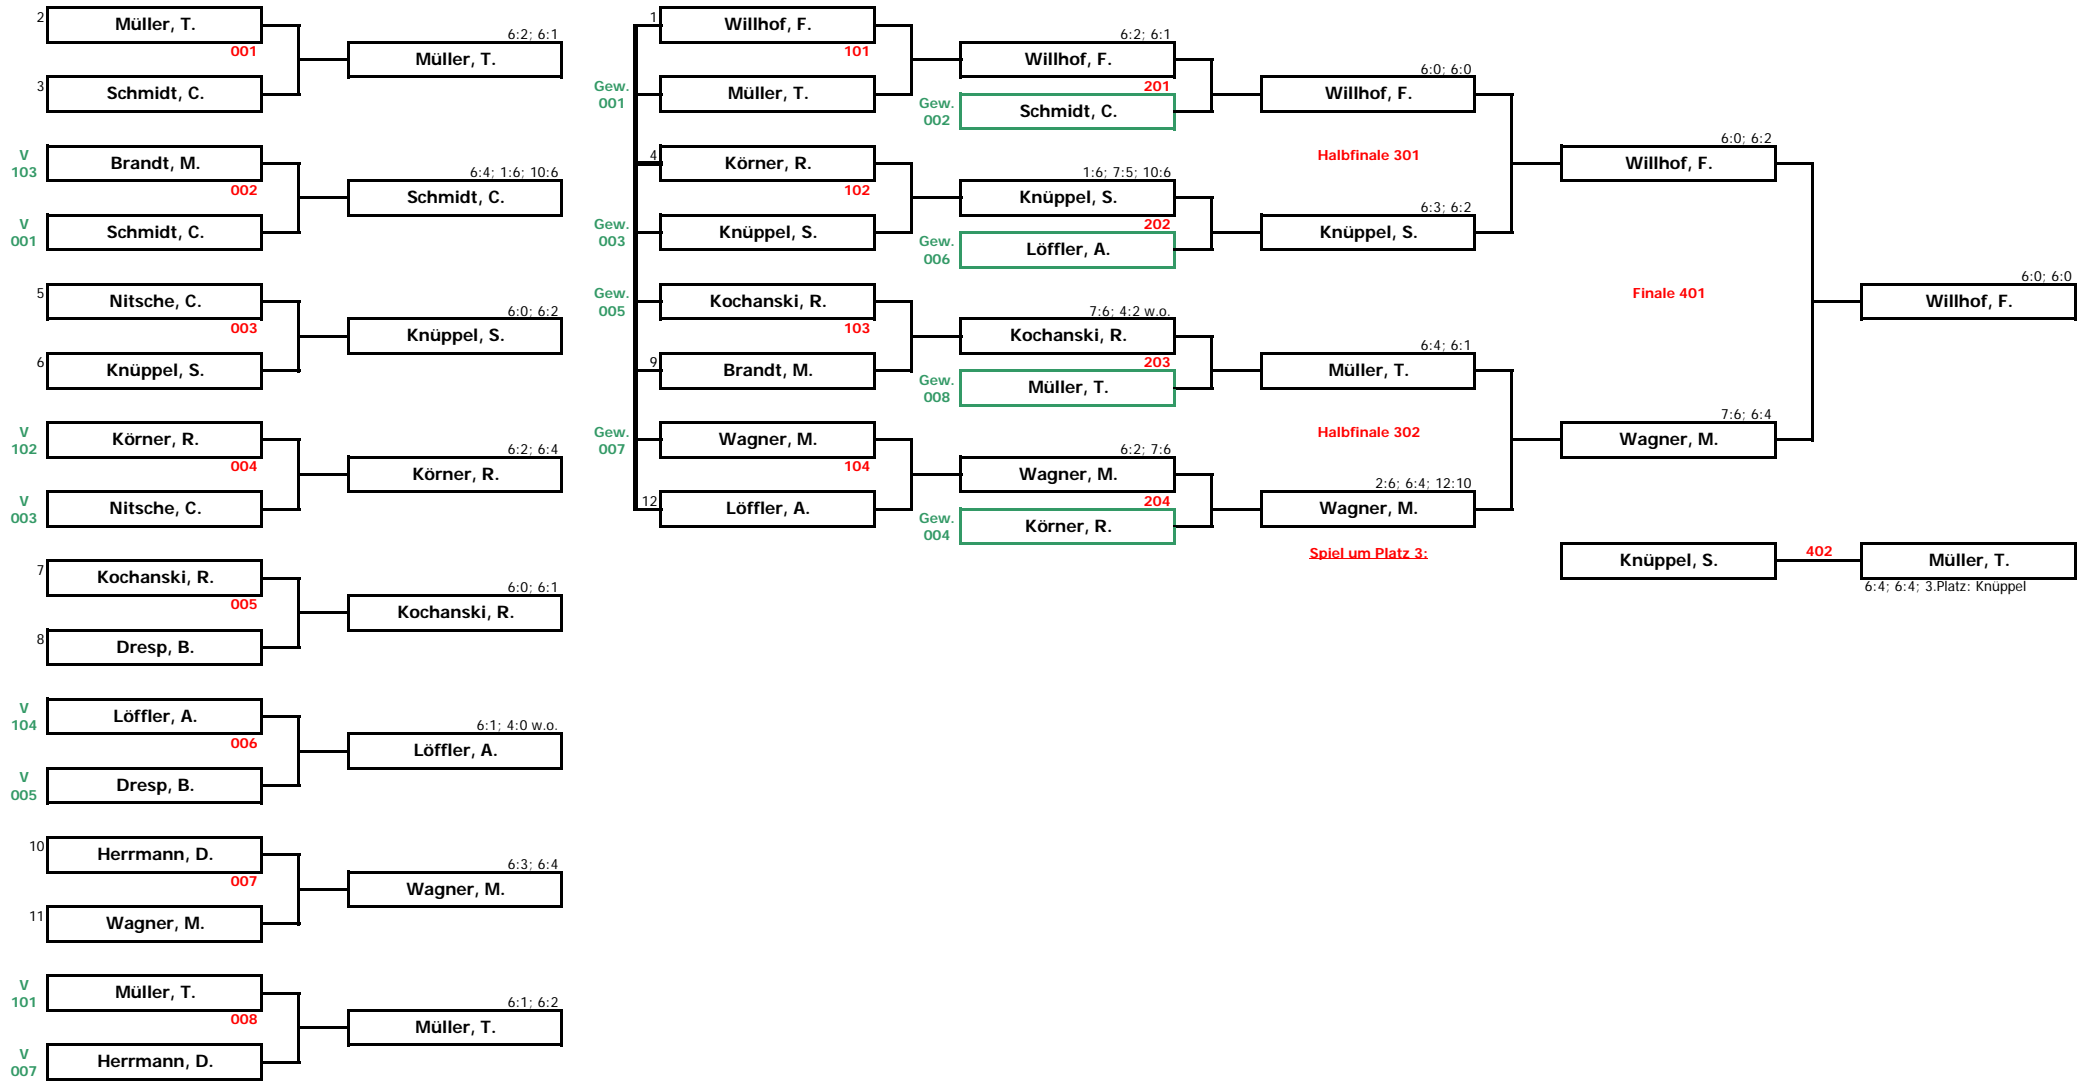 2
Müller, T.
001
6:2; 6:1
Müller, T.
3
Schmidt, C.
V
103
Brandt, M.
002
6:4; 1:6; 10:6
Schmidt, C.
V
001
Schmidt, C.
5
Nitsche, C.
003
6:0; 6:2
Knüppel, S.
6
Knüppel, S.
V
102
Körner, R.
004
6:2; 6:4
Körner, R.
V
003
Nitsche, C.
7
Kochanski, R.
005
6:0; 6:1
Kochanski, R.
8
Dresp, B.
V
104
Löffler, A.
006
6:1; 4:0 w.o.
Löffler, A.
V
005
Dresp, B.
10
Herrmann, D.
007
6:3; 6:4
Wagner, M.
11
Wagner, M.
V
101
Müller, T.
008
6:1; 6:2
Müller, T.
V
007
Herrmann, D.
1
Willhof, F.
101
Gew.
001
Müller, T.
4
Körner, R.
102
Gew.
003
Knüppel, S.
Gew.
005
Kochanski, R.
103
9
Brandt, M.
Gew.
007
Wagner, M.
104
12
Löffler, A.
6:2; 6:1
Willhof, F.
201
Gew.
002
Schmidt, C.
1:6; 7:5; 10:6
Knüppel, S.
202
Gew.
006
Löffler, A.
7:6; 4:2 w.o.
Kochanski, R.
203
Gew.
008
Müller, T.
6:2; 7:6
Wagner, M.
204
Gew.
004
Körner, R.
6:0; 6:0
Willhof, F.
Halbfinale 301
6:3; 6:2
Knüppel, S.
6:4; 6:1
Müller, T.
Halbfinale 302
2:6; 6:4; 12:10
Wagner, M.
6:0; 6:2
Willhof, F.
Finale 401
7:6; 6:4
Wagner, M.
6:0; 6:0
Willhof, F.
Spiel um Platz 3:
Knüppel, S.
402
Müller, T.
6:4; 6:4; 3.Platz: Knüppel